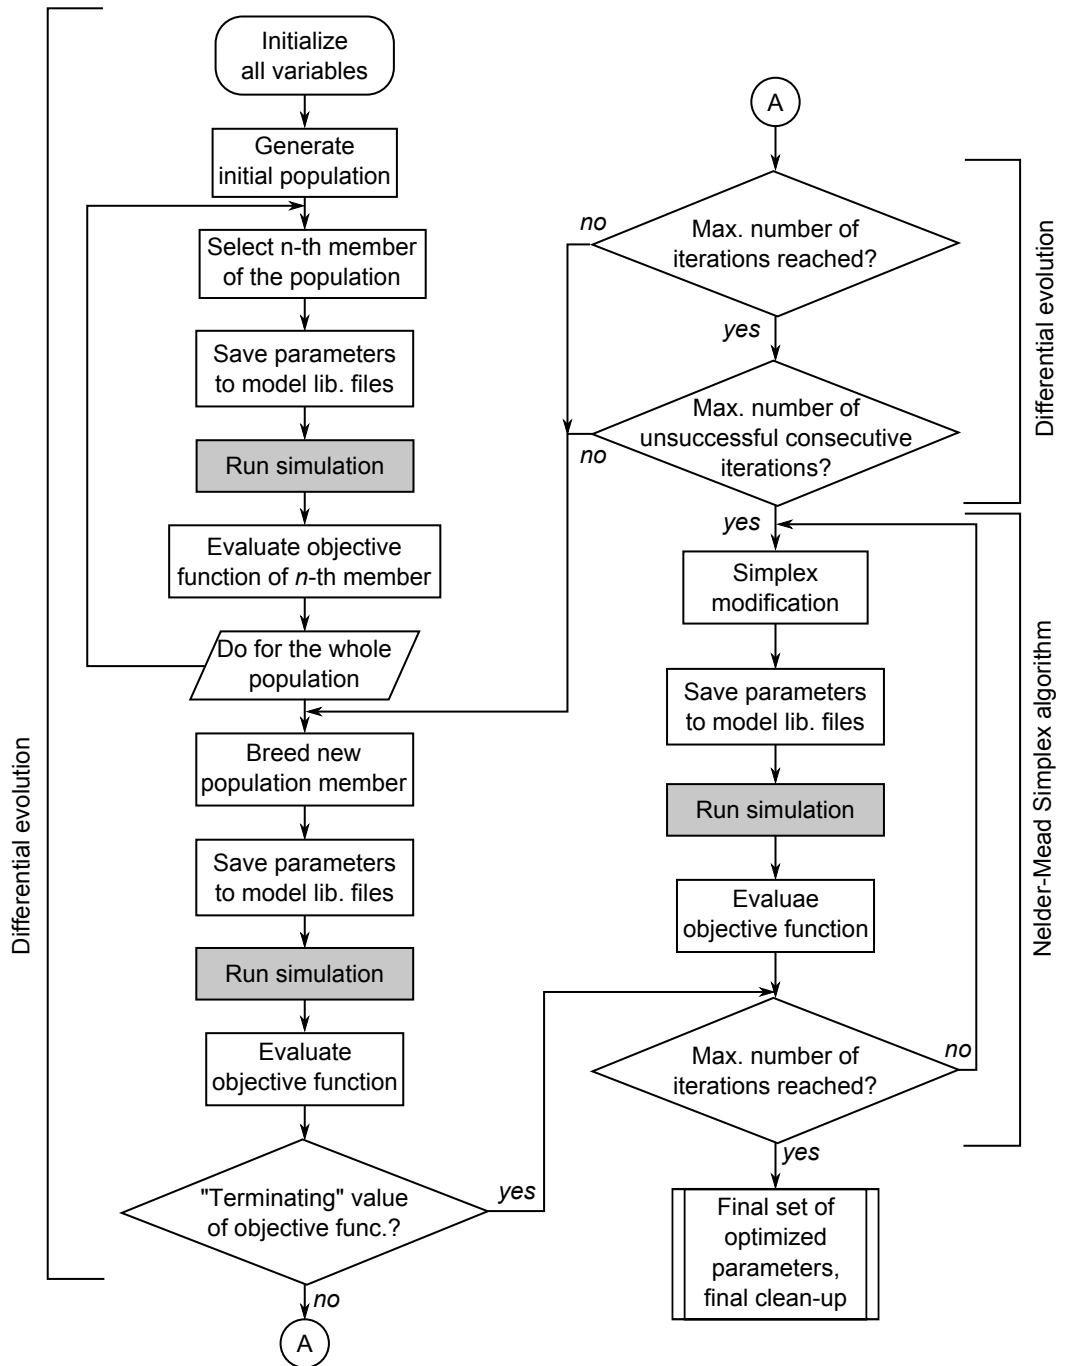 Differential evolution
Initialize
all variables
Generate
initial population
Select n-th member
of the population
Save parameters
to model lib. files
Run simulation
Evaluate objective
function of n-th member
Do for the whole
population
Breed new
population member
Save parameters
to model lib. files
Run simulation
Evaluate
objective function
"Terminating" value
of objective func.?
yes
no
A
A
Max. number of
iterations reached?
no
yes
Max. number of
unsuccessful consecutive
iterations?
no
yes
Differential evolution
Simplex
modification
Save parameters
to model lib. files
Run simulation
Evaluae
objective function
Max. number of
iterations reached?
no
yes
Nelder-Mead Simplex algorithm
Final set of
optimized
parameters,
final clean-up